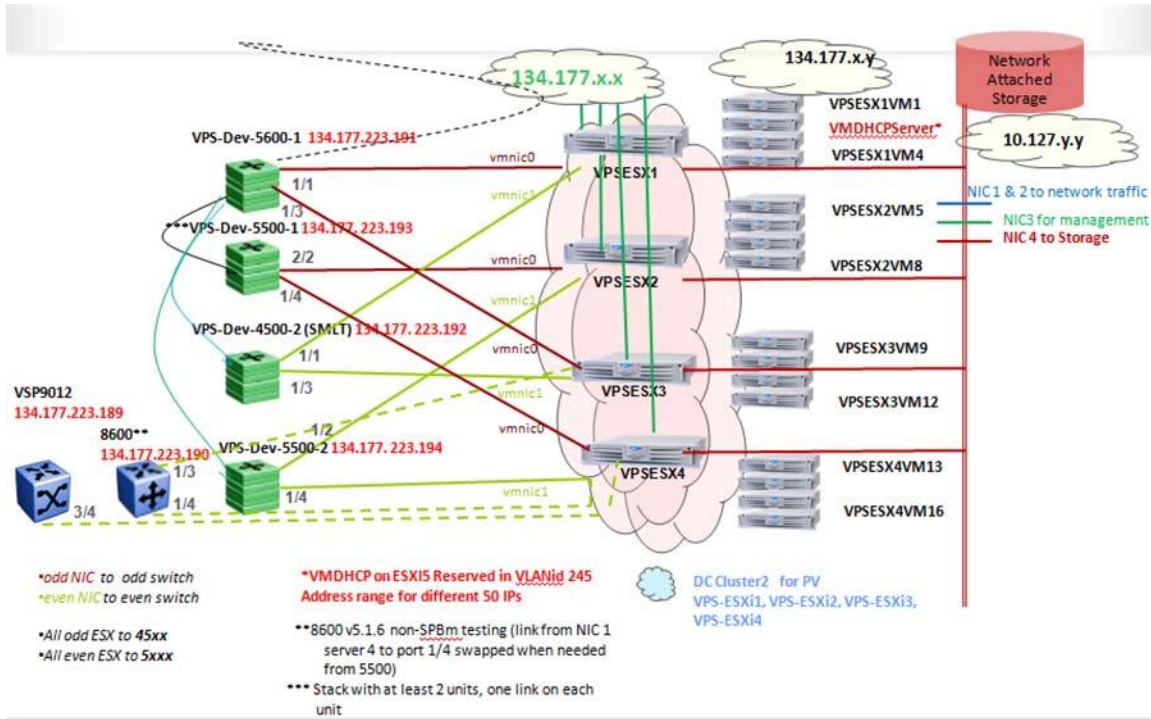 134.177.x.x
134.177.x.y
Network
Attached
Storage
10.127.y.y
VPSESX1VM1
VMDHCPServer*
VPSESX1VM4
VPS-Dev-5600-1 134.177.223.191
1/1
1/3
vmnic0
vmnic1
VPSESX1
VPSESX2VM5
VPSESX2VM8
NIC 1 & 2 to network traffic
NIC3 for management
NIC 4 to Storage
***VPS-Dev-5500-1 134.177. 223.193
2/2
1/4
vmnic0
vmnic1
VPSESX2
VPS-Dev-4500-2 (SMLT) 134.177. 223.192
1/1
1/3
vmnic0
vmnic1
VPSESX3
VPSESX3VM9
VPSESX3VM12
VSP9012
134.177.223.189
8600**
134.177.223.190
1/3
1/4
3/4
1/2
VPS-Dev-5500-2 134.177.223.194
1/4
vmnic0
vmnic1
VPSESX4
VPSESX4VM13
VPSESX4VM16
•odd NIC to odd switch
•even NIC to even switch
•All odd ESX to 45xx
•All even ESX to 5xxx
*VMDHCP on ESXI5 Reserved in VLANid 245
Address range for different 50 IPs
**8600 v5.1.6 non-SPBm testing (link from NIC 1
server 4 to port 1/4 swapped when needed
from 5500)
*** Stack with at least 2 units, one link on each
unit
DC Cluster2 for PV
VPS-ESXi1, VPS-ESXi2, VPS-ESXi3,
VPS-ESXi4